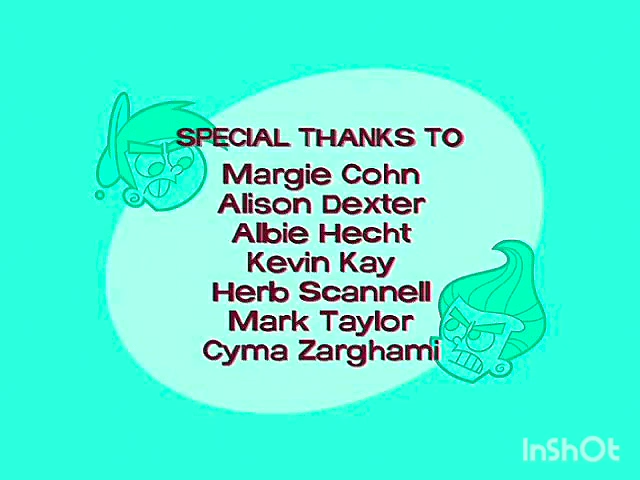 SPECIAL THANKS TO
Margie Cohn
Alison Dexter
Albie Hecht
Kevin Kay
Herb Scannell
Mark Taylor
Cyma Zarghami
InShOt